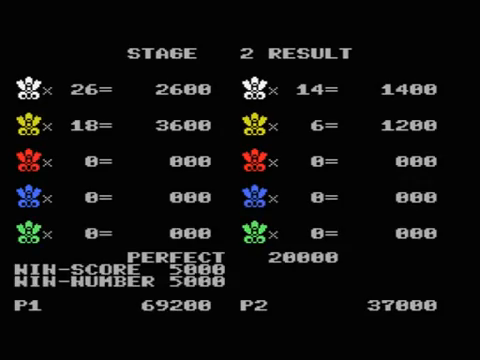 STAGE 2 RESULT
× 26= 2600 × 14= 1400
× 18= 3600 × 6= 1200
× 0= 000 × 0= 000
× 0= 000 × 0= 000
× 0= 000 × 0= 000
PERFECT 20000
WIN-SCORE 5000
WIN-NUMBER 5000
P1 69200 P2 37000